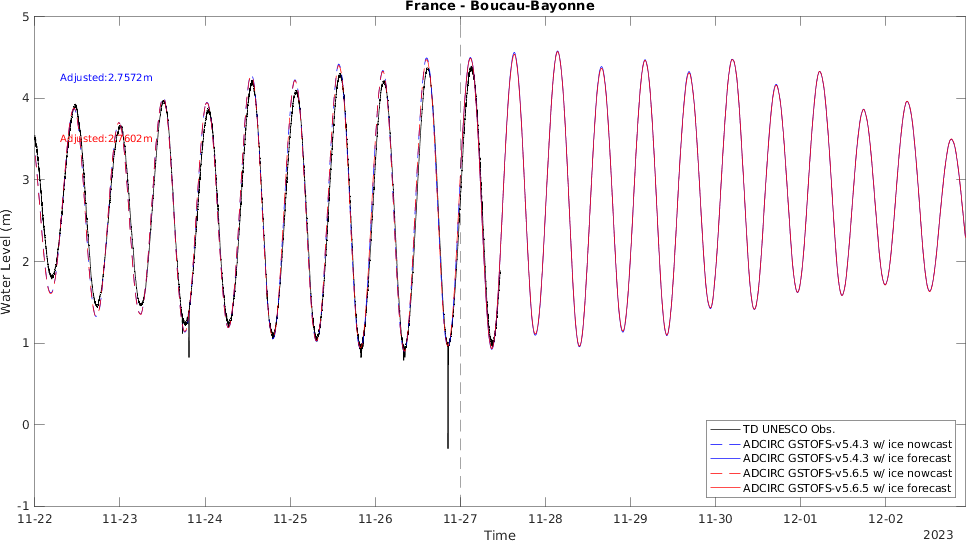 France - Boucau-Bayonne
Water Level (m)
5
4
3
2
1
0
-1
Adjusted:2.7572m
Adjusted:2.7602m
TD UNESCO Obs.
ADCIRC GSTOFS-v5.4.3 w/ ice nowcast
ADCIRC GSTOFS-v5.4.3 w/ ice forecast
ADCIRC GSTOFS-v5.6.5 w/ ice nowcast
ADCIRC GSTOFS-v5.6.5 w/ ice forecast
11-22 11-23 11-24 11-25 11-26 11-27 11-28 11-29 11-30 12-01 12-02
Time
2023